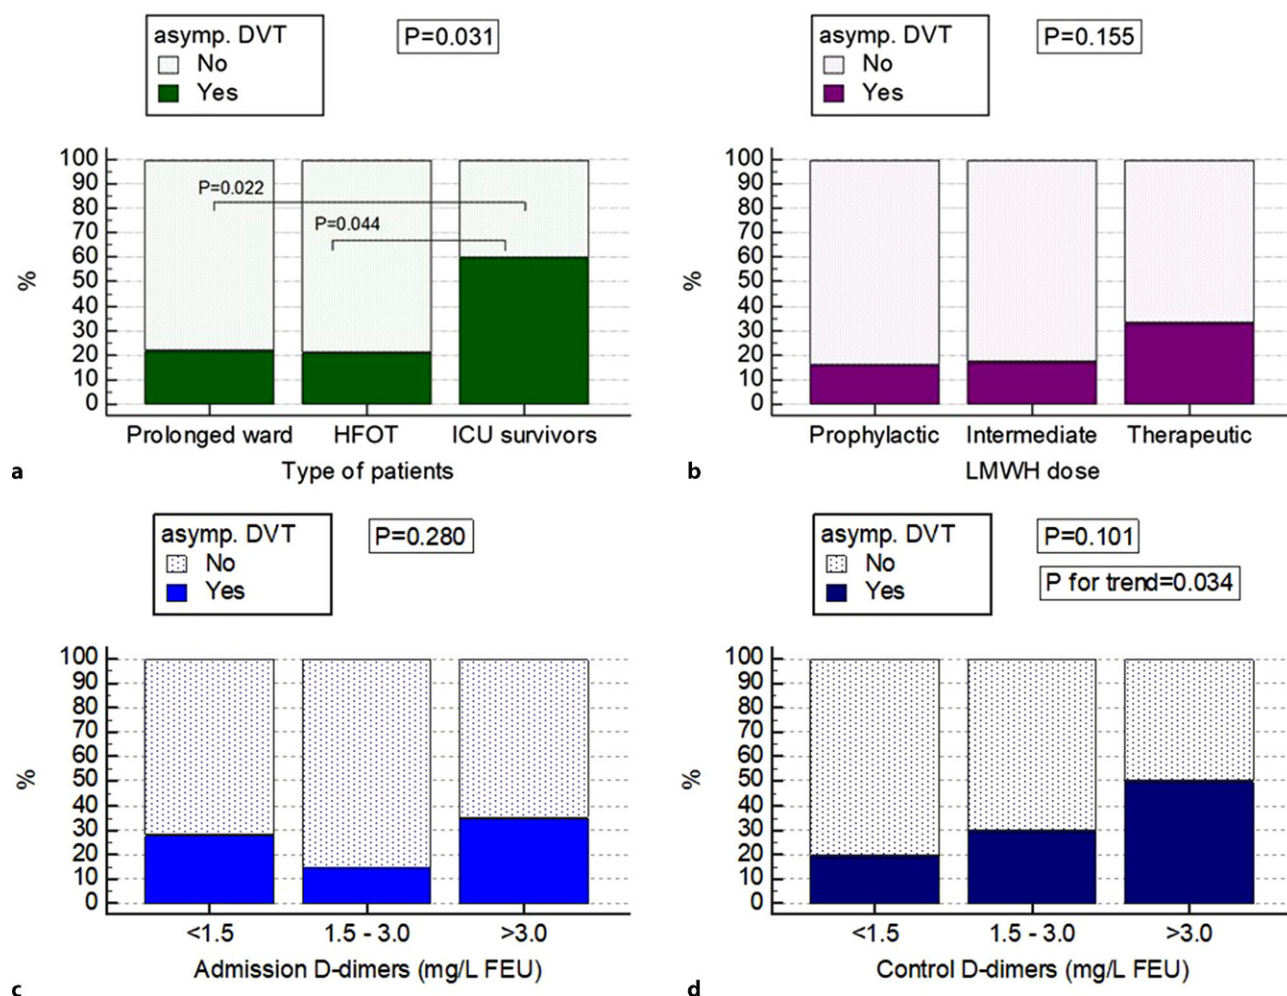 asymp. DVT
No
Yes
P=0.031
100
90
80
70
60
50
40
30
20
10
0
%
P=0.022
P=0.044
Prolonged ward HFOT ICU survivors
Type of patients
a
asymp. DVT
No
Yes
P=0.155
100
90
80
70
60
50
40
30
20
10
0
%
Prophylactic Intermediate Therapeutic
LMWH dose
b
asymp. DVT
No
Yes
P=0.280
100
90
80
70
60
50
40
30
20
10
0
%
<1.5 1.5 - 3.0 >3.0
Admission D-dimers (mg/L FEU)
c
asymp. DVT
No
Yes
P=0.101
P for trend=0.034
100
90
80
70
60
50
40
30
20
10
0
%
<1.5 1.5 - 3.0 >3.0
Control D-dimers (mg/L FEU)
d